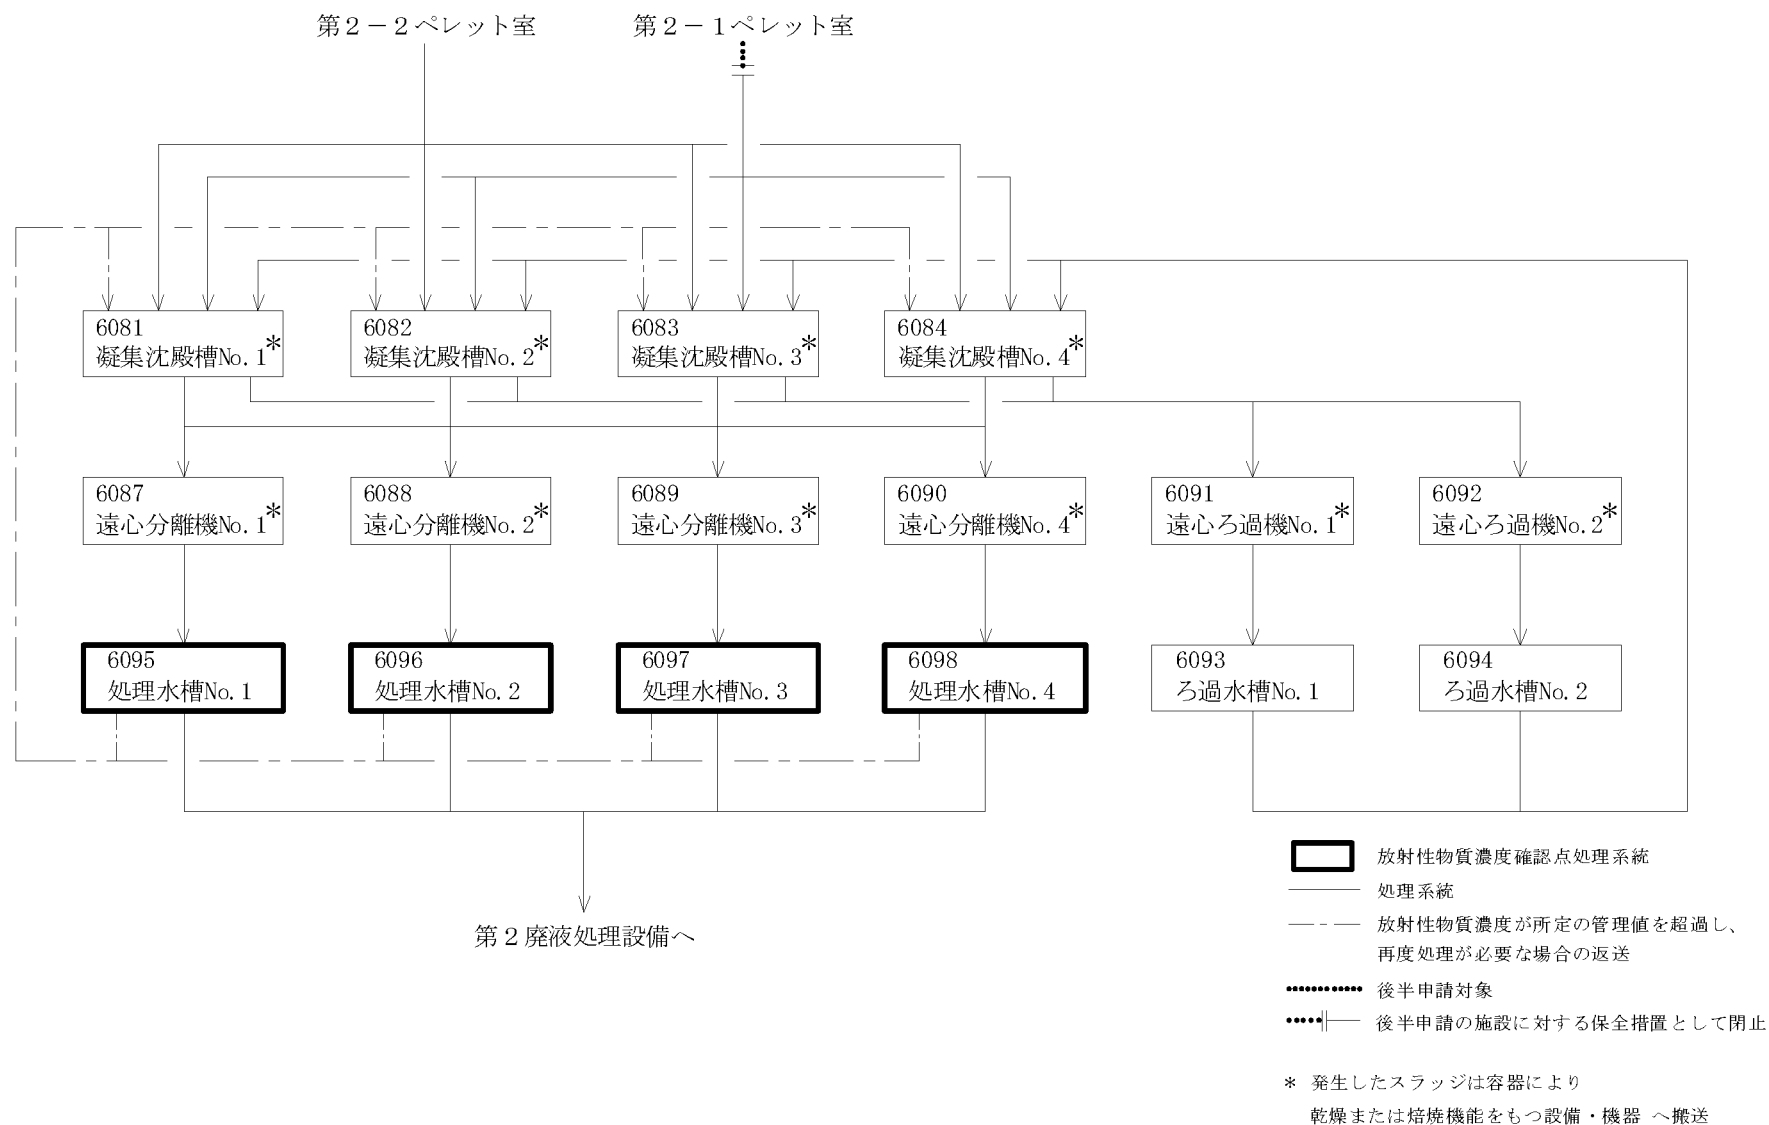 第2－2ペレット室
第2－1ペレット室
6081
凝集沈殿槽No.1*
6082
凝集沈殿槽No.2*
6083
凝集沈殿槽No.3*
6084
凝集沈殿槽No.4*
6087
遠心分離機No.1*
6088
遠心分離機No.2*
6089
遠心分離機No.3*
6090
遠心分離機No.4*
6091
遠心ろ過機No.1*
6092
遠心ろ過機No.2*
6095
処理水槽No.1
6096
処理水槽No.2
6097
処理水槽No.3
6098
処理水槽No.4
6093
ろ過水槽No.1
6094
ろ過水槽No.2
第2廃液処理設備へ
放射性物質濃度確認点処理系統
処理系統
放射性物質濃度が所定の管理値を超過し、
再度処理が必要な場合の返送
後半申請対象
後半申請の施設に対する保全措置として閉止
* 発生したスラッジは容器により
乾燥または焙焼機能をもつ設備・機器 へ搬送